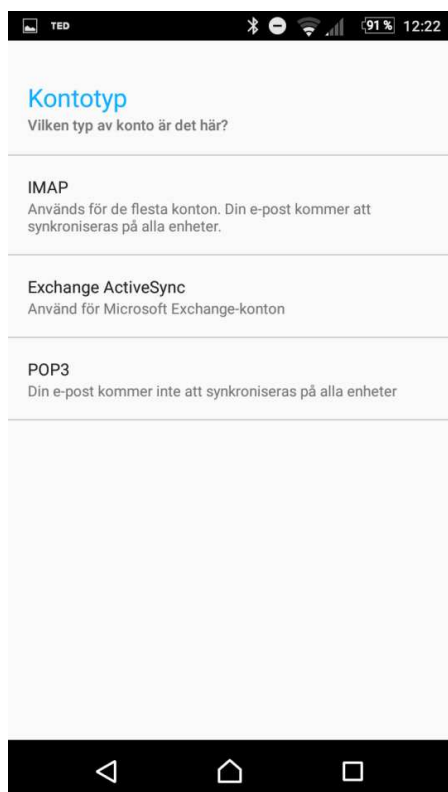 TED 91% 12:22
Kontotyp
Vilken typ av konto är det här?
IMAP
Används för de flesta konton. Din e-post kommer att
synkroniseras på alla enheter.
Exchange ActiveSync
Använd för Microsoft Exchange-konton
POP3
Din e-post kommer inte att synkroniseras på alla enheter